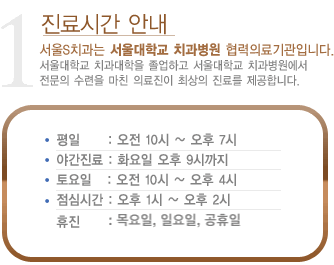 1 진료시간 안내
서울S치과는 서울대학교 치과병원 협력의료기관입니다.
서울대학교 치과대학을 졸업하고 서울대학교 치과병원에서
전문의 수련을 마친 의료진이 최상의 진료를 제공합니다.
• 평일 : 오전 10시 ~ 오후 7시
• 야간진료 : 화요일 오후 9시까지
• 토요일 : 오전 10시 ~ 오후 4시
• 점심시간 : 오후 1시 ~ 오후 2시
휴진 : 목요일, 일요일, 공휴일